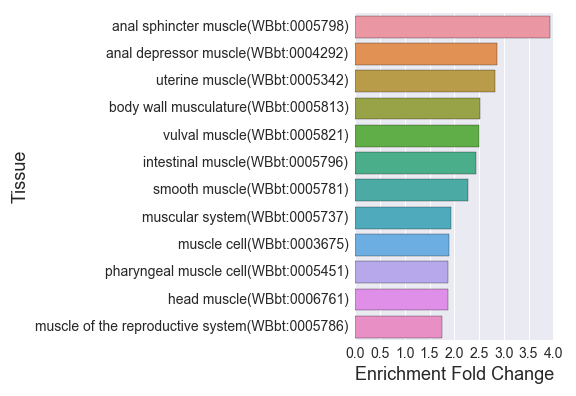 anal sphincter muscle(WBbt:0005798)
anal depressor muscle(WBbt:0004292)
uterine muscle(WBbt:0005342)
body wall musculature(WBbt:0005813)
vulval muscle(WBbt:0005821)
intestinal muscle(WBbt:0005796)
smooth muscle(WBbt:0005781)
muscular system(WBbt:0005737)
muscle cell(WBbt:0003675)
pharyngeal muscle cell(WBbt:0005451)
head muscle(WBbt:0006761)
muscle of the reproductive system(WBbt:0005786)
Tissue
0.0 0.5 1.0 1.5 2.0 2.5 3.0 3.5 4.0
Enrichment Fold Change